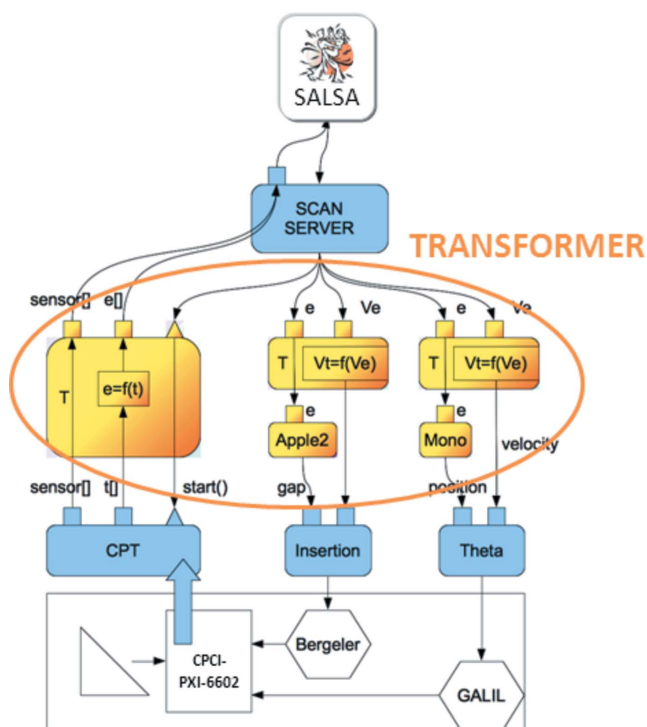 SALSA
SCAN
SERVER
TRANSFORMER
sensor[] e[] e Ve e Ve
T e=f(t) T Vt=f(Ve) T Vt=f(Ve)
e e
Apple2 Mono
velocity
sensor[] t[] start() gap position
CPT Insertion Theta
Bergeler
CPCI-
PXI-6602
GALIL